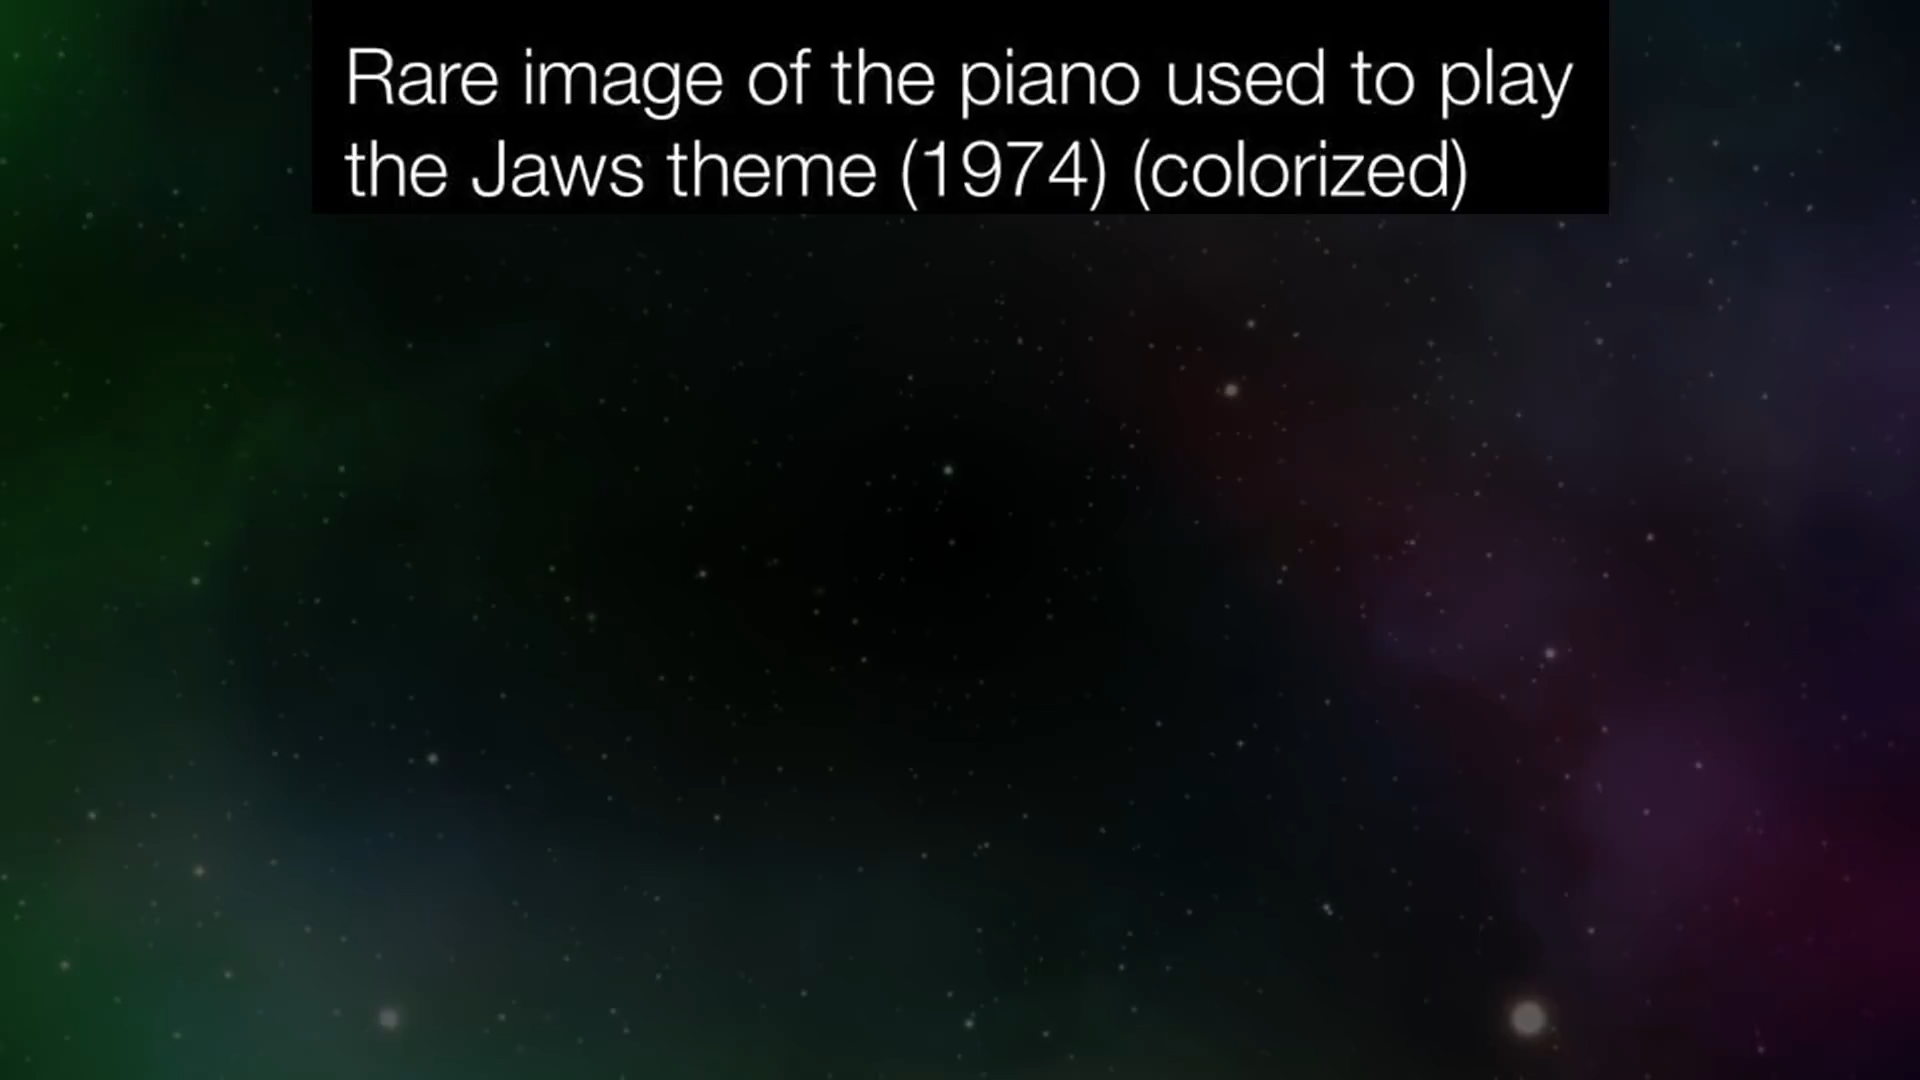 Rare image of the piano used to play
the Jaws theme (1974) (colorized)